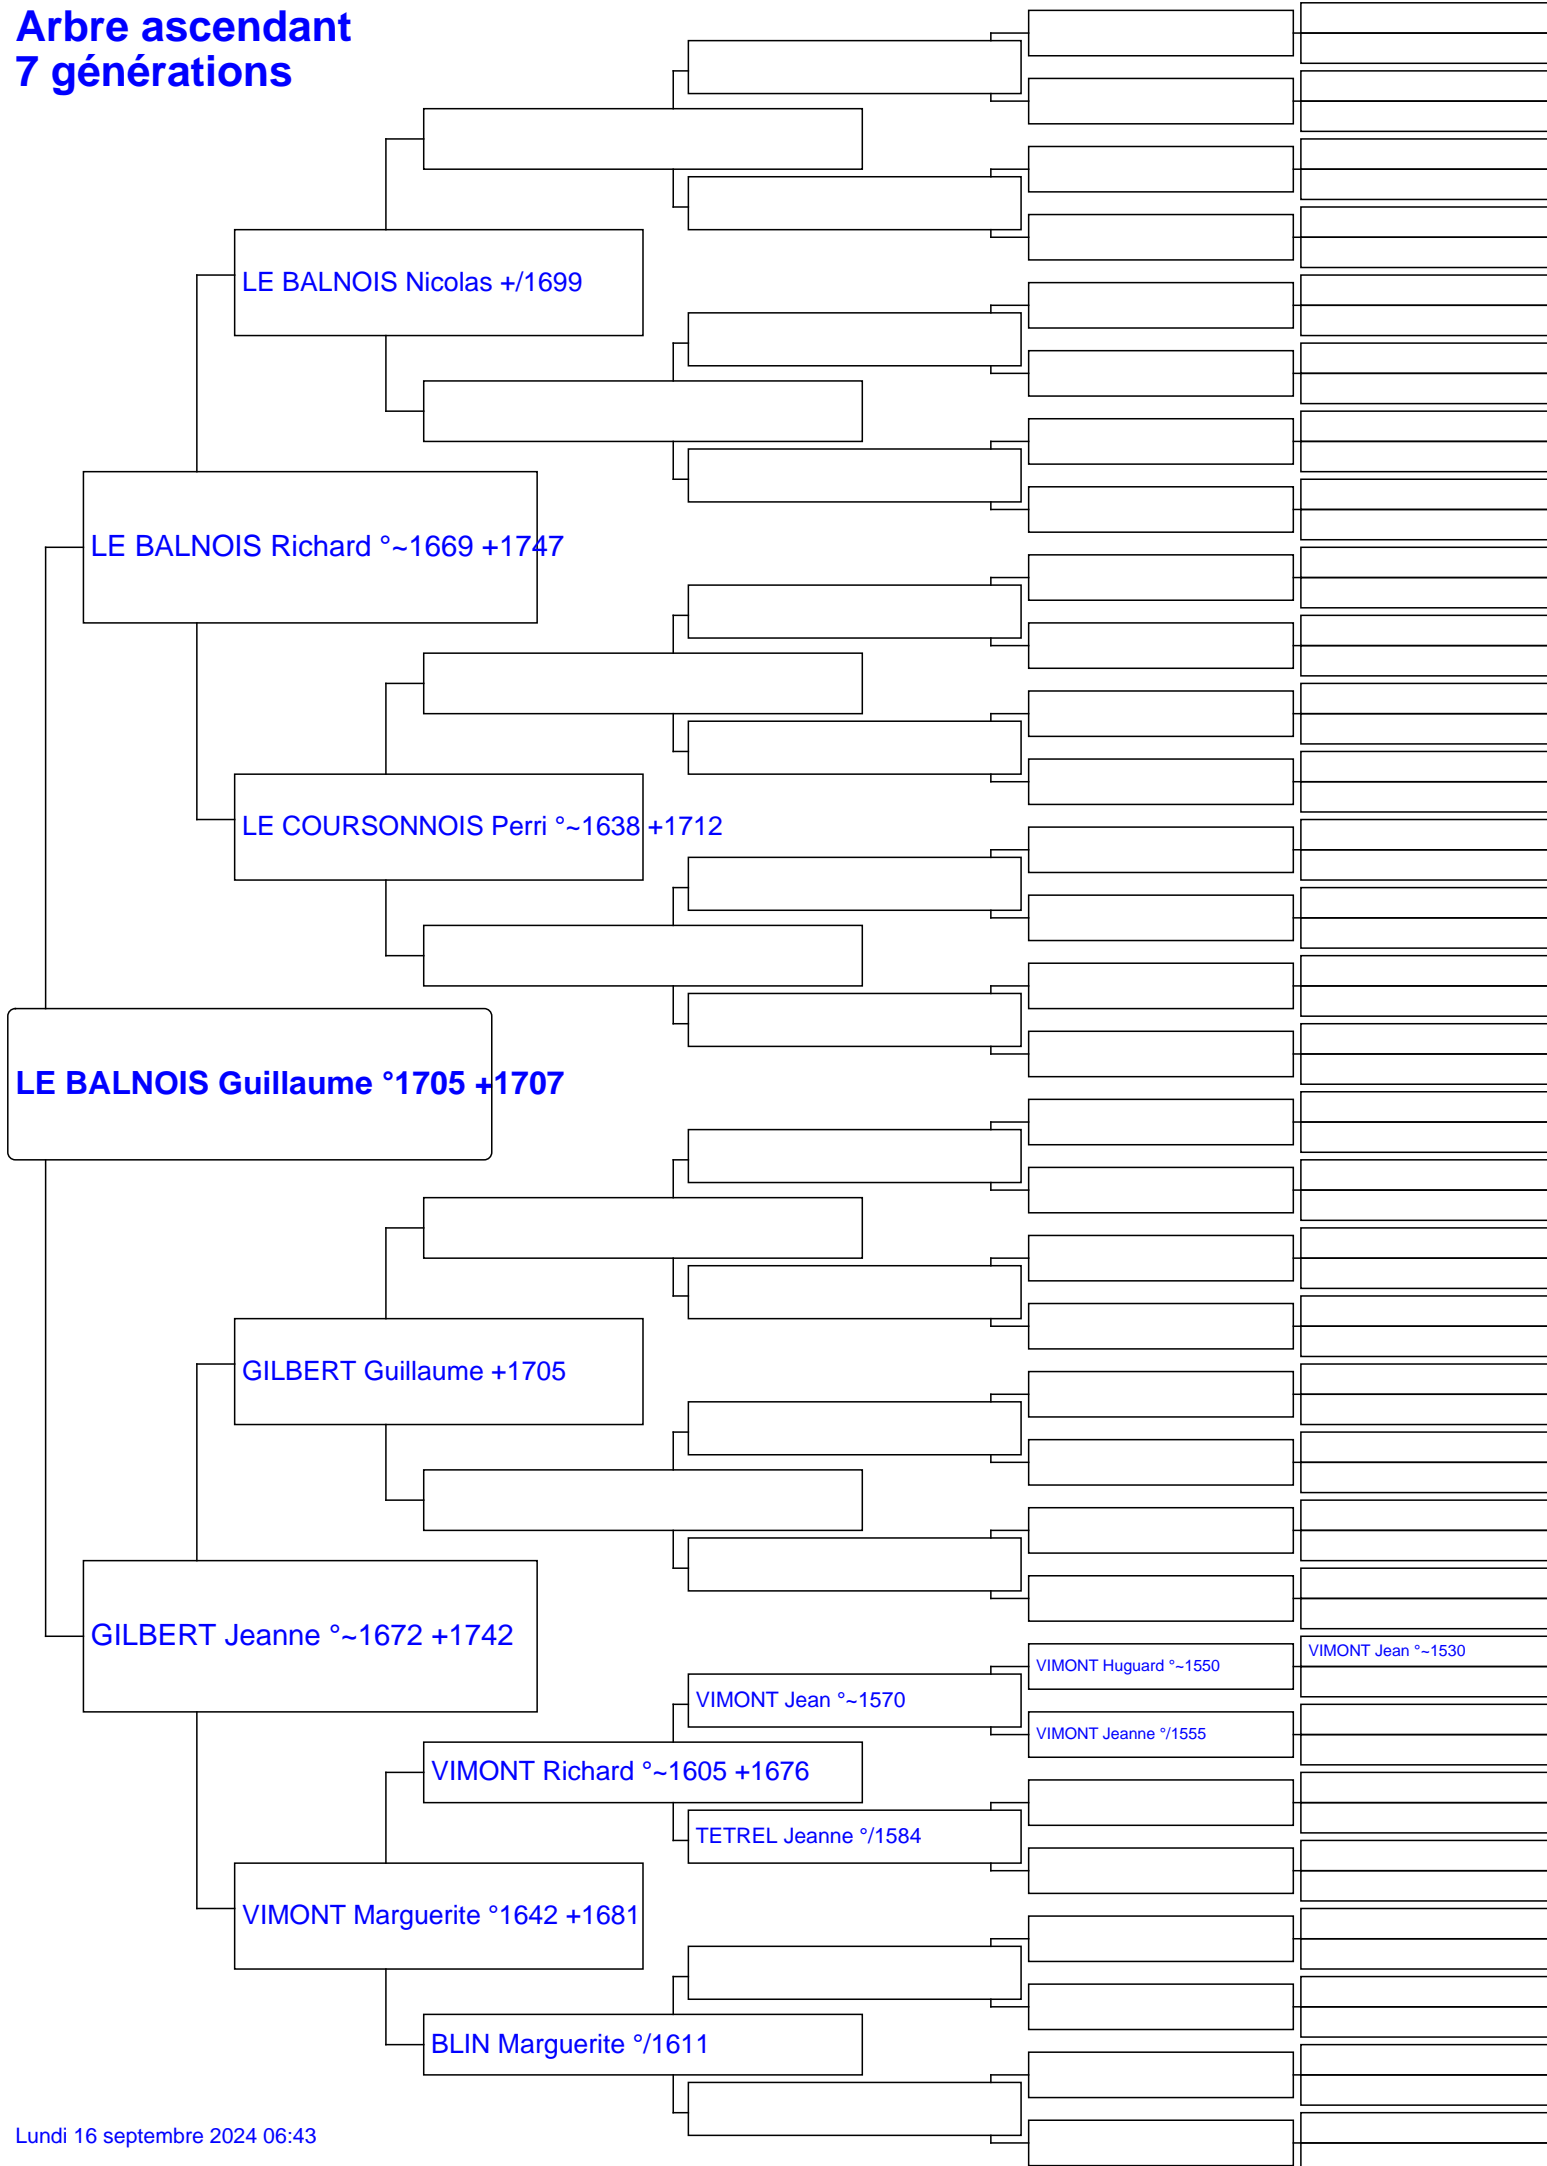 Arbre ascendant
7 générations
LE BALNOIS Nicolas +/1699
LE BALNOIS Richard °~1669 +1747
LE COURSONNOIS Perri °~1638 +1712
LE BALNOIS Guillaume °1705 +1707
GILBERT Guillaume +1705
GILBERT Jeanne °~1672 +1742
VIMONT Jean °~1530
VIMONT Huguard °~1550
VIMONT Jean °~1570
VIMONT Jeanne °/1555
VIMONT Richard °~1605 +1676
TETREL Jeanne °/1584
VIMONT Marguerite °1642 +1681
BLIN Marguerite °/1611
Lundi 16 septembre 2024 06:43